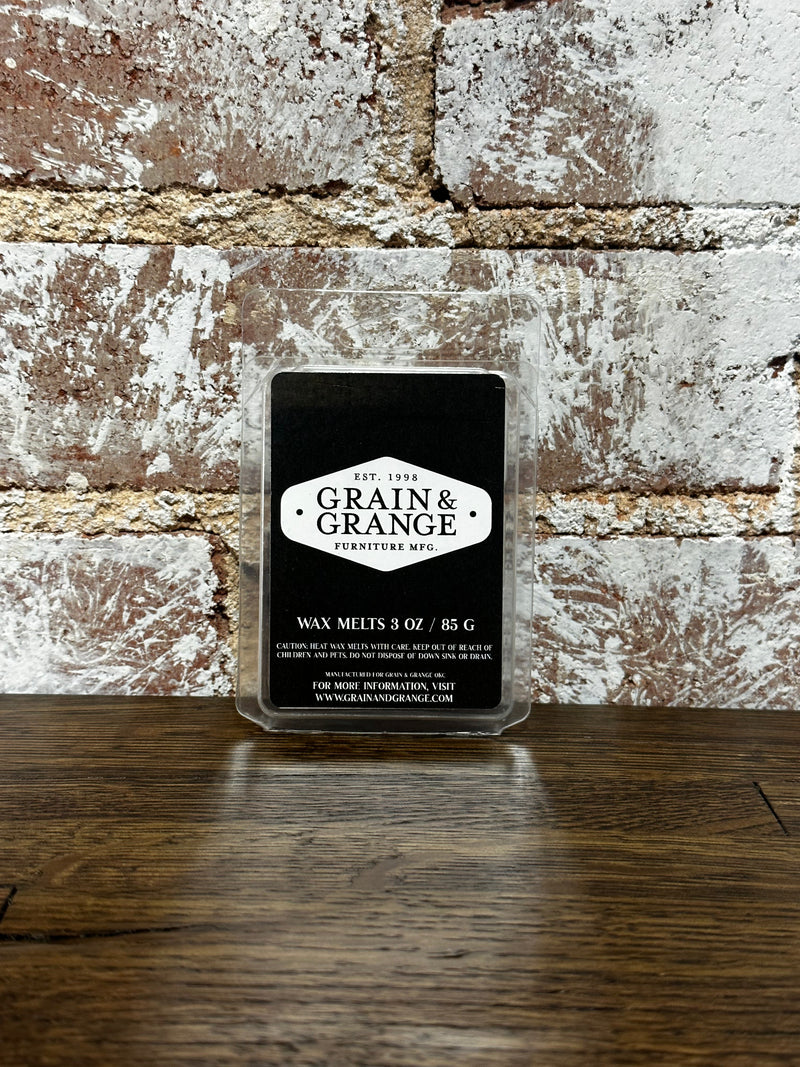 EST. 1998
GRAIN &
GRANGE
FURNITURE MFG.
WAX MELTS 3 OZ / 85 G
CAUTION: HEAT WAX MELTS WITH CARE. KEEP OUT OF REACH OF
CHILDREN AND PETS. DO NOT DISPOSE OF DOWN SINK OR DRAIN.
MANUFACTURED FOR GRAIN & GRANGE OKC
FOR MORE INFORMATION, VISIT
WWW.GRAINANDGRANGE.COM